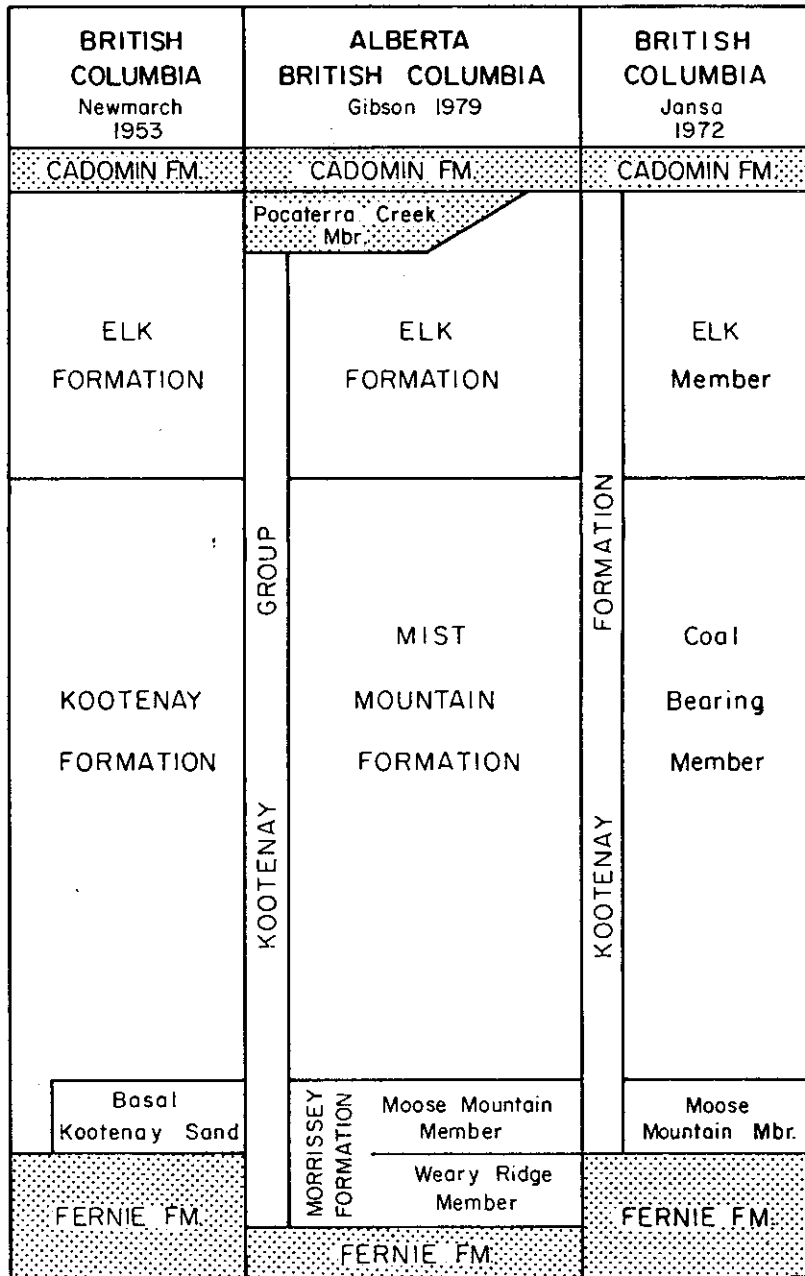 BRITISH
COLUMBIA
Newmarch
1953
ALBERTA
BRITISH COLUMBIA
Gibson 1979
BRITISH
COLUMBIA
Jansa
1972
CADOMIN FM.
CADOMIN FM.
CADOMIN FM.
Pocaterra Creek
Mbr.
ELK
FORMATION
ELK
FORMATION
ELK
Member
KOOTENAY
FORMATION
KOOTENAY GROUP
MIST
MOUNTAIN
FORMATION
KOOTENAY FORMATION
Coal
Bearing
Member
Basal
Kootenay Sand
MORRISSEY
FORMATION
Moose Mountain
Member
Weary Ridge
Member
Moose
Mountain Mbr.
FERNIE FM.
FERNIE FM.
FERNIE FM.